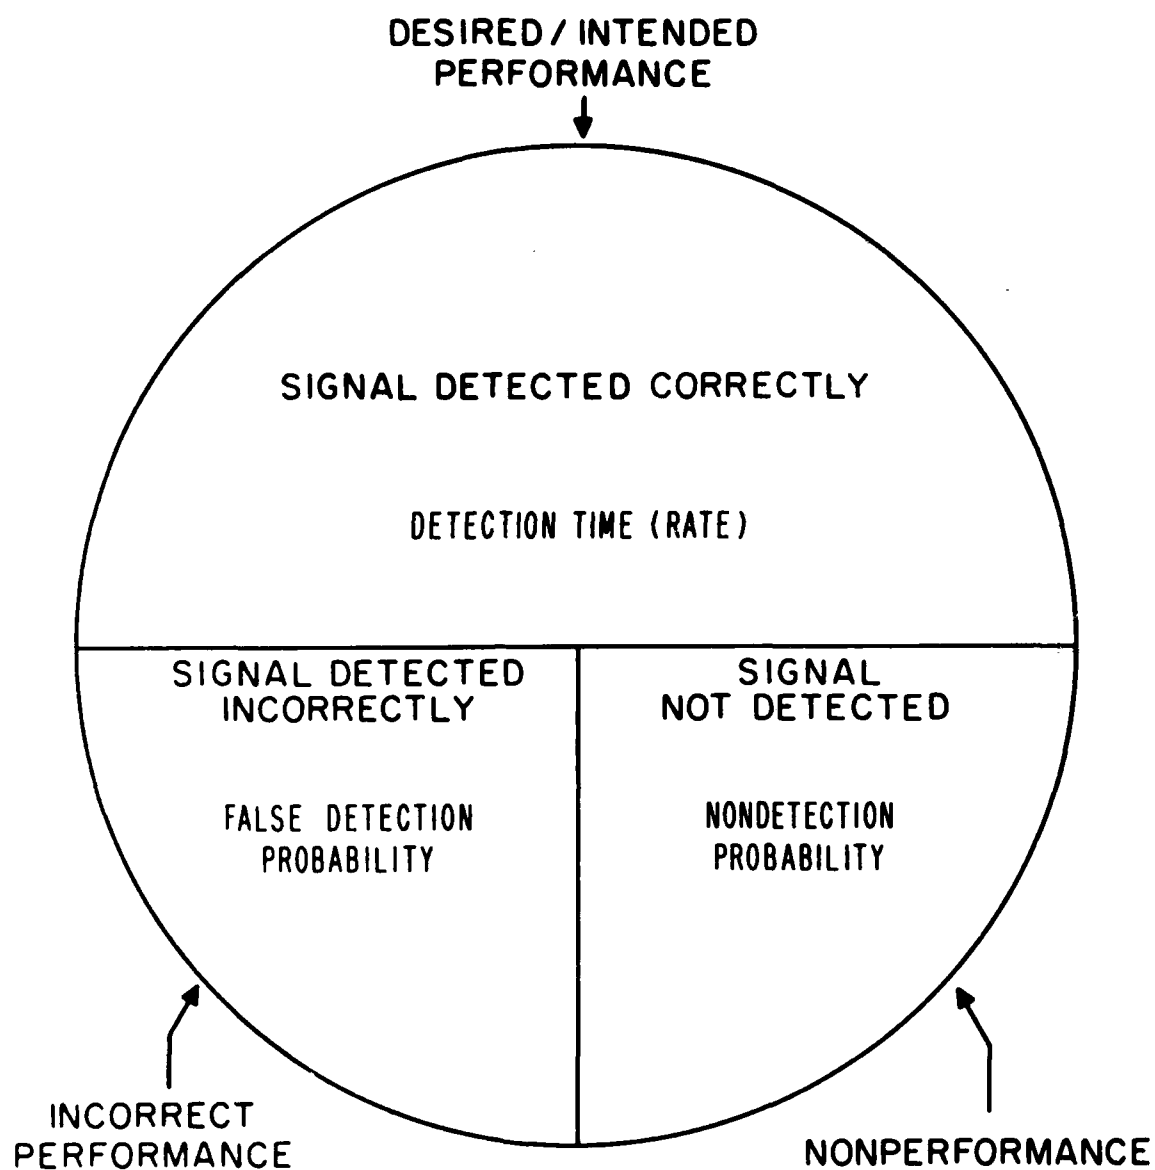 DESIRED / INTENDED
PERFORMANCE
SIGNAL DETECTED CORRECTLY
DETECTION TIME (RATE)
SIGNAL DETECTED
INCORRECTLY
FALSE DETECTION
PROBABILITY
SIGNAL
NOT DETECTED
NONDETECTION
PROBABILITY
INCORRECT
PERFORMANCE
NONPERFORMANCE